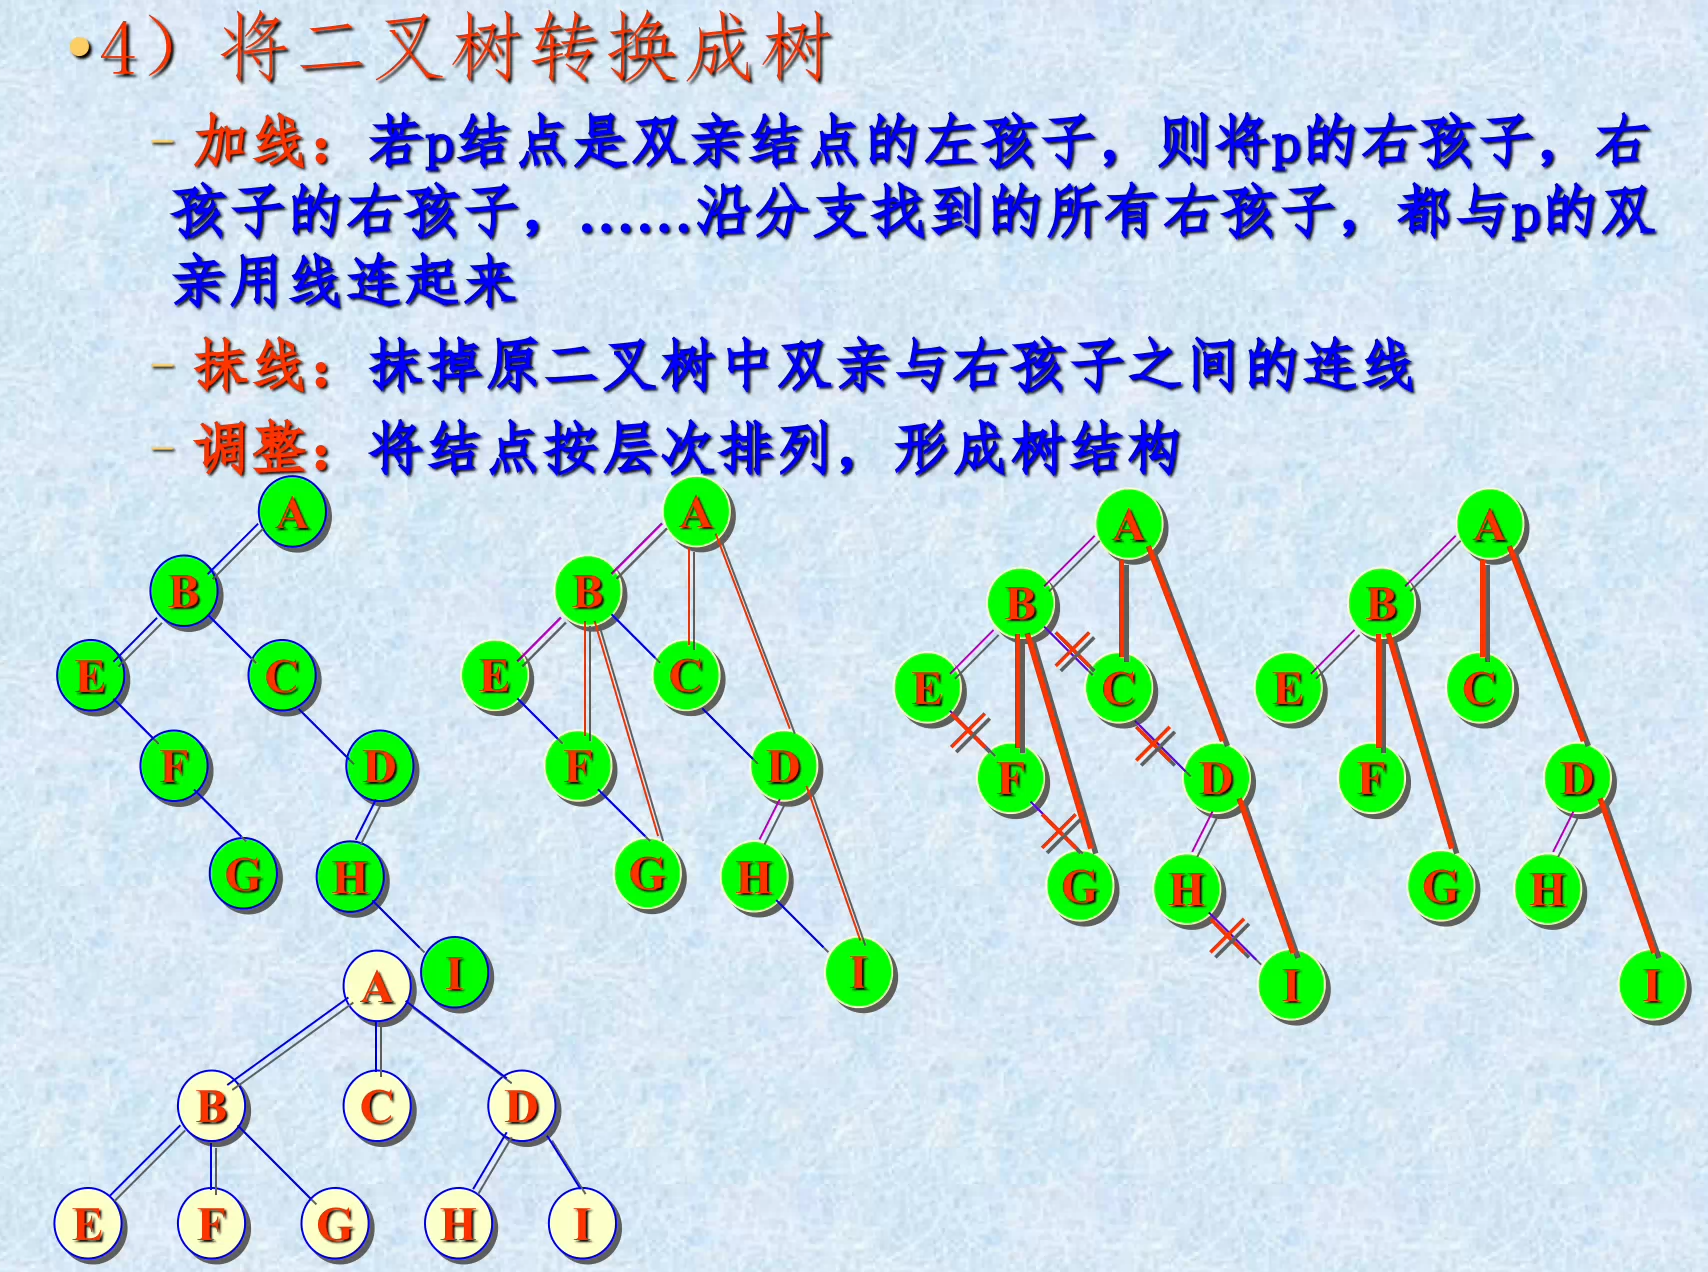 •4）将二叉树转换成树
–加线：若p结点是双亲结点的左孩子，则将p的右孩子，右
孩子的右孩子，……沿分支找到的所有右孩子，都与p的双
亲用线连起来
–抹线：抹掉原二叉树中双亲与右孩子之间的连线
–调整：将结点按层次排列，形成树结构
A
B
E C
F D
G H
I
A
B
E C
F D
G H
I
A
B
E C
F D
G H
I
A
B
E C
F D
G H
I
A
B C D
E F G H I